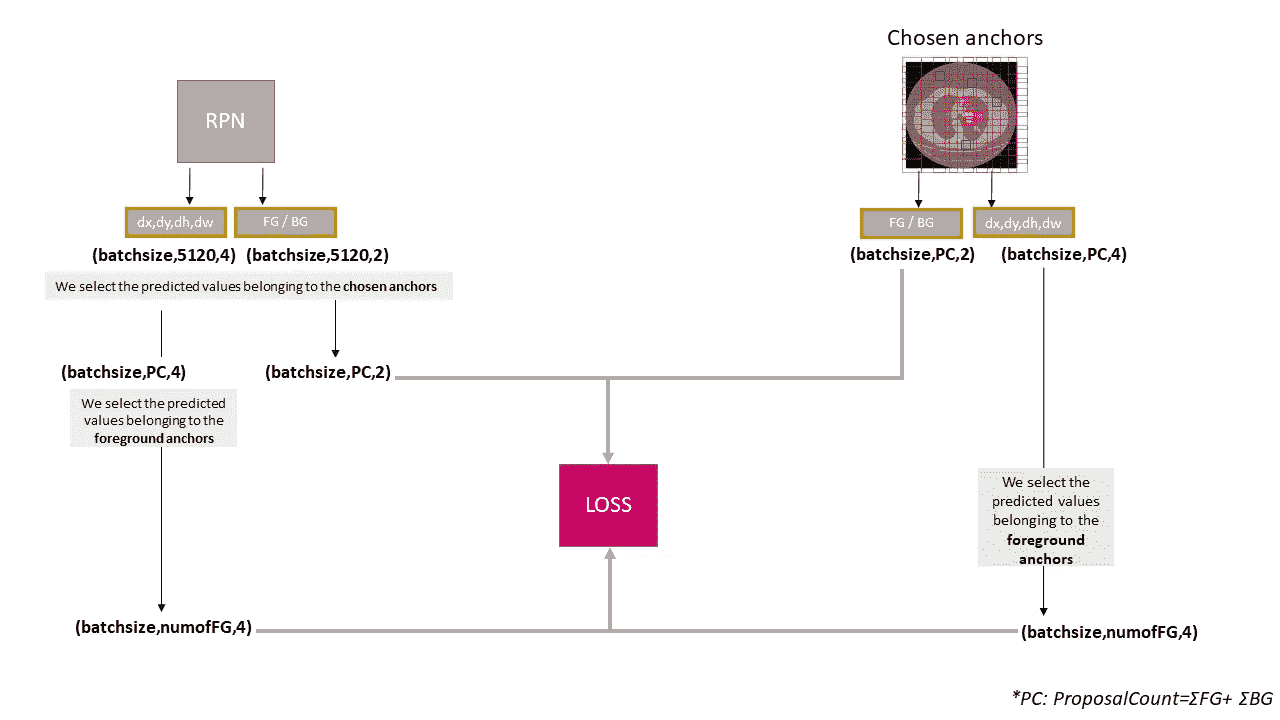 Chosen anchors
RPN
dx,dy,dh,dw
FG / BG
FG / BG
dx,dy,dh,dw
(batchsize,5120,4)
(batchsize,5120,2)
(batchsize,PC,2)
(batchsize,PC,4)
We select the predicted values belonging to the chosen anchors
(batchsize,PC,4)
(batchsize,PC,2)
We select the predicted
values belonging to the
foreground anchors
LOSS
We select the
predicted values
belonging to the
foreground
anchors
(batchsize,numofFG,4)
(batchsize,numofFG,4)
*PC: ProposalCount=ΣFG+ ΣBG